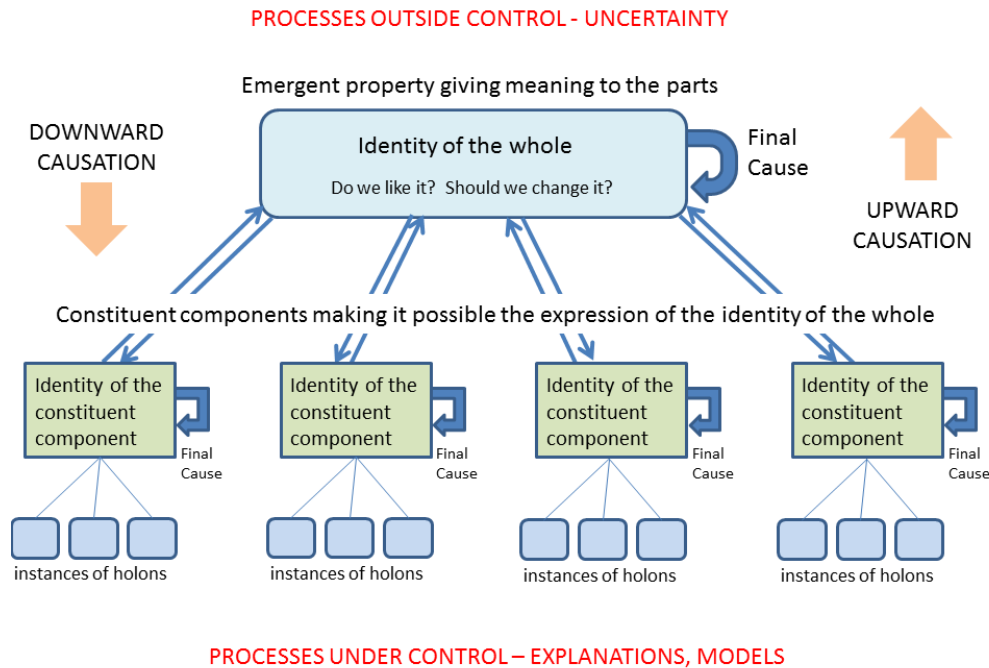 PROCESSES OUTSIDE CONTROL - UNCERTAINTY
Emergent property giving meaning to the parts
DOWNWARD
CAUSATION
Identity of the whole
Do we like it? Should we change it?
Final
Cause
UPWARD
CAUSATION
Constituent components making it possible the expression of the identity of the whole
Identity of the
constituent
component
Final
Cause
Identity of the
constituent
component
Final
Cause
Identity of the
constituent
component
Final
Cause
Identity of the
constituent
component
Final
Cause
instances of holons
instances of holons
instances of holons
instances of holons
PROCESSES UNDER CONTROL – EXPLANATIONS, MODELS